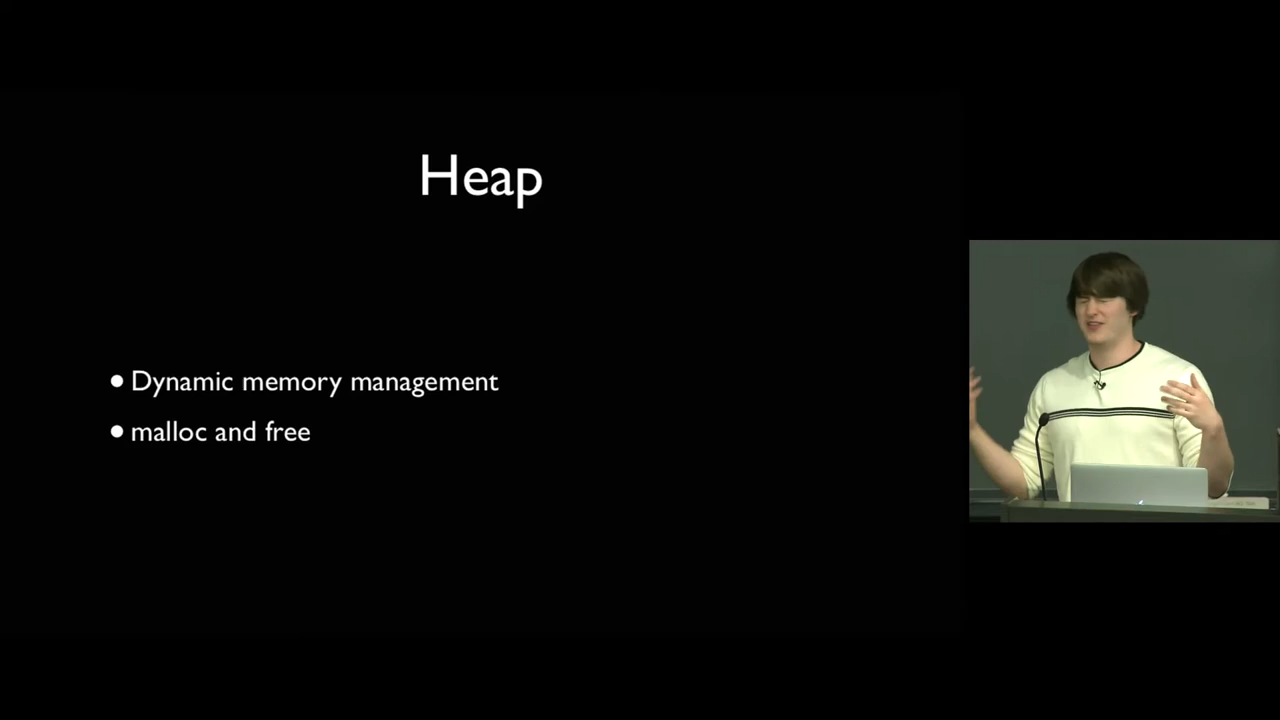 Heap
• Dynamic memory management
• malloc and free